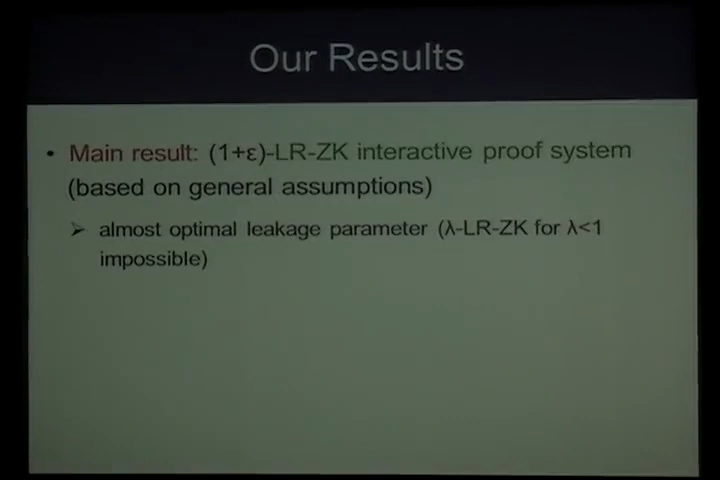 Our Results
• Main result: (1+ε)-LR-ZK interactive proof system
(based on general assumptions)
➢ almost optimal leakage parameter (λ-LR-ZK for λ<1
impossible)